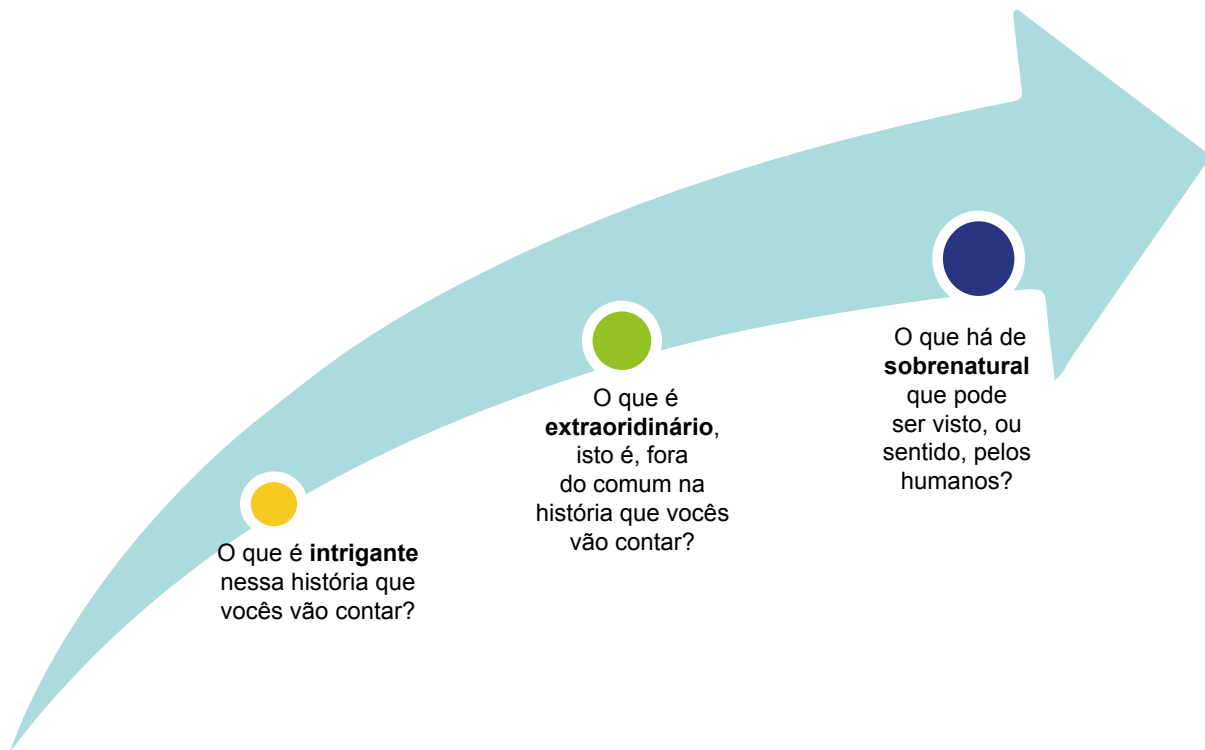 O que é intrigante
nessa história que
vocês vão contar?
O que é
extraoridinário,
isto é, fora
do comum na
história que vocês
vão contar?
O que há de
sobrenatural
que pode
ser visto, ou
sentido, pelos
humanos?